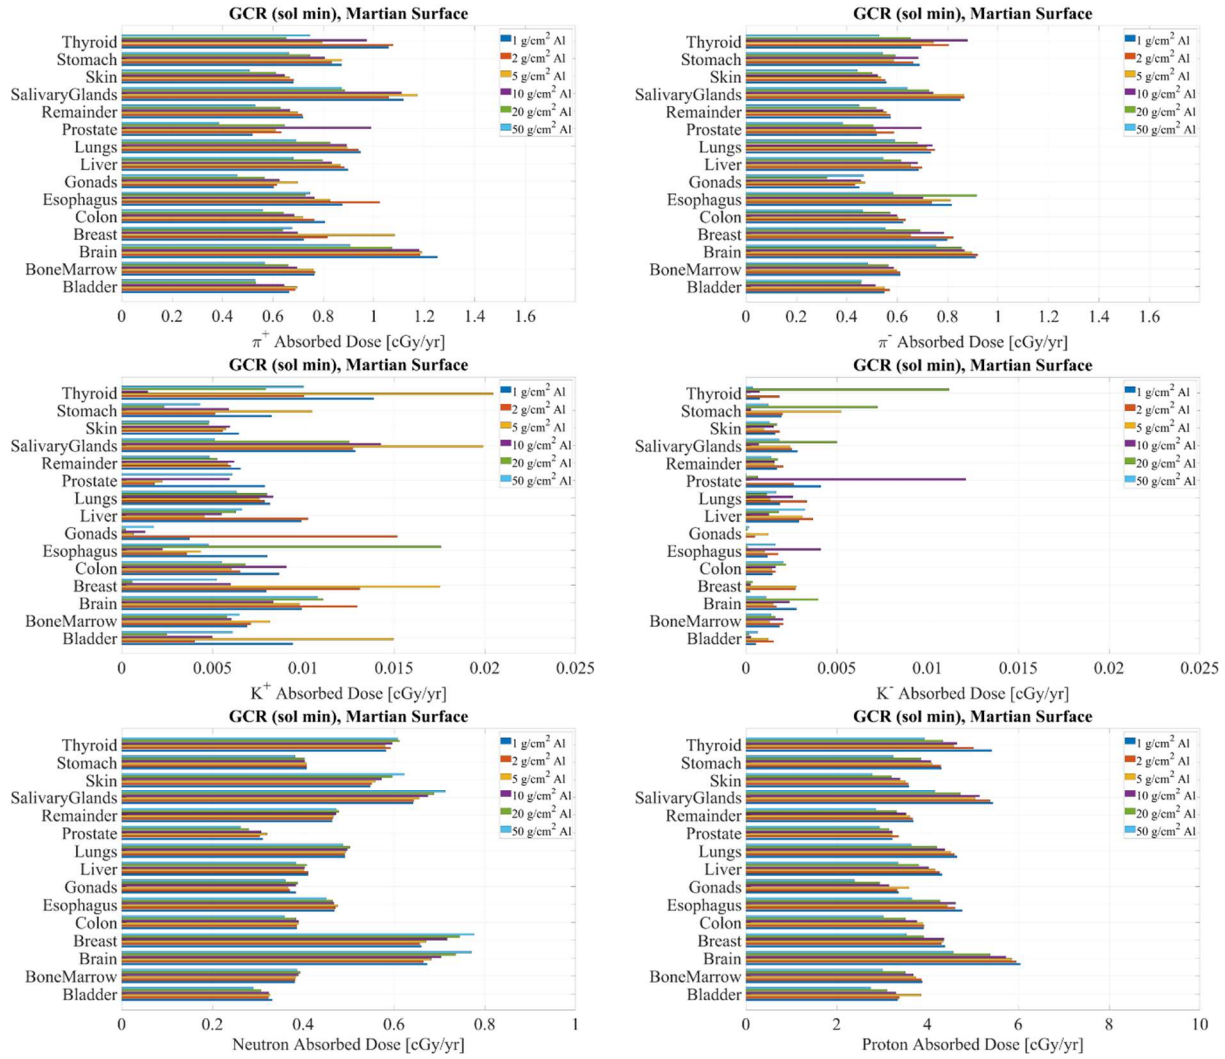 GCR (sol min), Martian Surface
Thyroid
Stomach
Skin
SalivaryGlands
Remainder
Prostate
Lungs
Liver
Gonads
Esophagus
Colon
Breast
Brain
BoneMarrow
Bladder
1 g/cm² Al
2 g/cm² Al
5 g/cm² Al
10 g/cm² Al
20 g/cm² Al
50 g/cm² Al
0 0.2 0.4 0.6 0.8 1 1.2 1.4 1.6
π⁺ Absorbed Dose [cGy/yr]
GCR (sol min), Martian Surface
Thyroid
Stomach
Skin
SalivaryGlands
Remainder
Prostate
Lungs
Liver
Gonads
Esophagus
Colon
Breast
Brain
BoneMarrow
Bladder
1 g/cm² Al
2 g/cm² Al
5 g/cm² Al
10 g/cm² Al
20 g/cm² Al
50 g/cm² Al
0 0.2 0.4 0.6 0.8 1 1.2 1.4 1.6
π⁻ Absorbed Dose [cGy/yr]
GCR (sol min), Martian Surface
Thyroid
Stomach
Skin
SalivaryGlands
Remainder
Prostate
Lungs
Liver
Gonads
Esophagus
Colon
Breast
Brain
BoneMarrow
Bladder
1 g/cm² Al
2 g/cm² Al
5 g/cm² Al
10 g/cm² Al
20 g/cm² Al
50 g/cm² Al
0 0.005 0.01 0.015 0.02 0.025
K⁺ Absorbed Dose [cGy/yr]
GCR (sol min), Martian Surface
Thyroid
Stomach
Skin
SalivaryGlands
Remainder
Prostate
Lungs
Liver
Gonads
Esophagus
Colon
Breast
Brain
BoneMarrow
Bladder
1 g/cm² Al
2 g/cm² Al
5 g/cm² Al
10 g/cm² Al
20 g/cm² Al
50 g/cm² Al
0 0.005 0.01 0.015 0.02 0.025
K⁻ Absorbed Dose [cGy/yr]
GCR (sol min), Martian Surface
Thyroid
Stomach
Skin
SalivaryGlands
Remainder
Prostate
Lungs
Liver
Gonads
Esophagus
Colon
Breast
Brain
BoneMarrow
Bladder
1 g/cm² Al
2 g/cm² Al
5 g/cm² Al
10 g/cm² Al
20 g/cm² Al
50 g/cm² Al
0 0.2 0.4 0.6 0.8 1
Neutron Absorbed Dose [cGy/yr]
GCR (sol min), Martian Surface
Thyroid
Stomach
Skin
SalivaryGlands
Remainder
Prostate
Lungs
Liver
Gonads
Esophagus
Colon
Breast
Brain
BoneMarrow
Bladder
1 g/cm² Al
2 g/cm² Al
5 g/cm² Al
10 g/cm² Al
20 g/cm² Al
50 g/cm² Al
0 2 4 6 8 10
Proton Absorbed Dose [cGy/yr]